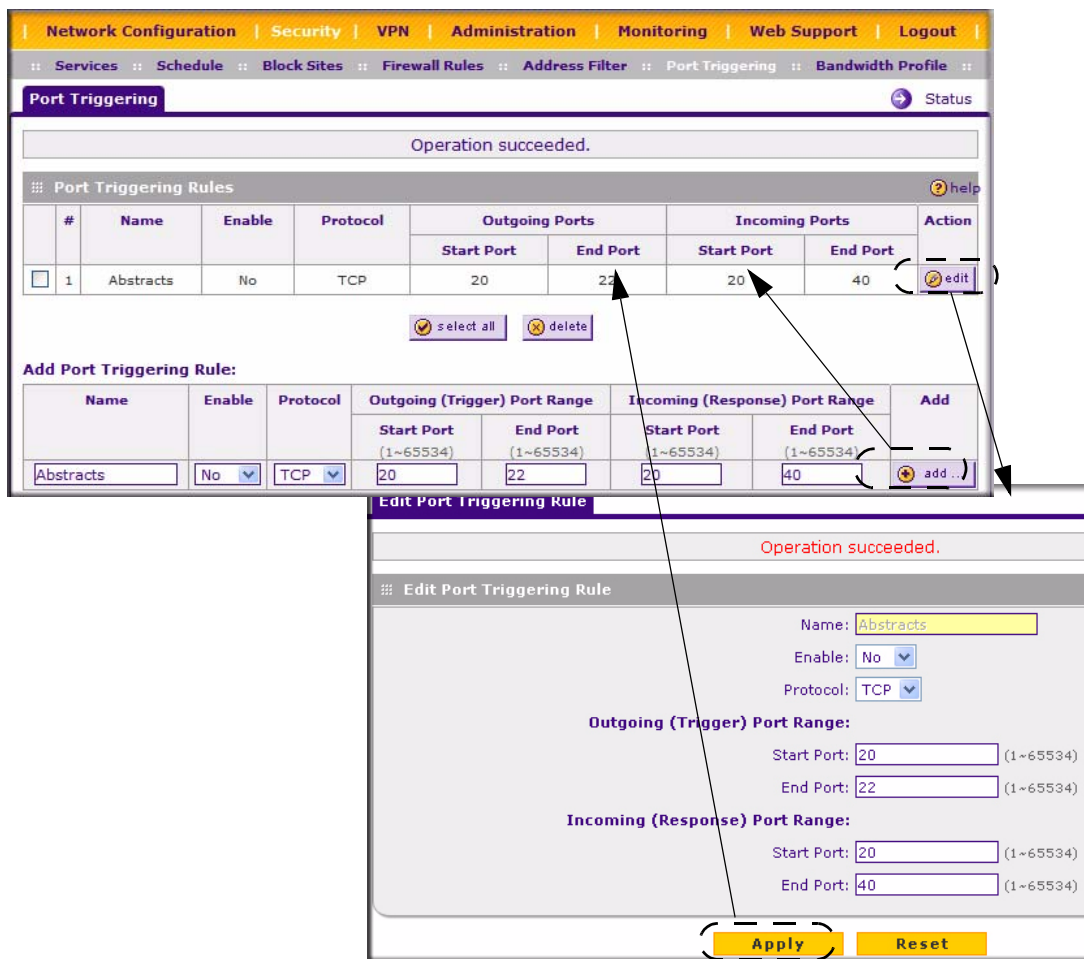 | Network Configuration | Security | VPN | Administration | Monitoring | Web Support | Logout |
:: Services :: Schedule :: Block Sites :: Firewall Rules :: Address Filter :: Port Triggering :: Bandwidth Profile ::
Port Triggering Status
Operation succeeded.
Port Triggering Rules help
# Name Enable Protocol Outgoing Ports Incoming Ports Action
Start Port End Port Start Port End Port
1 Abstracts No TCP 20 22 20 40 edit
select all delete
Add Port Triggering Rule:
Name Enable Protocol Outgoing (Trigger) Port Range Incoming (Response) Port Range Add
Start Port End Port Start Port End Port
(1~65534) (1~65534) (1~65534) (1~65534)
Abstracts No TCP 20 22 20 40 add ...
Edit Port Triggering Rule
Operation succeeded.
Edit Port Triggering Rule
Name: Abstracts
Enable: No
Protocol: TCP
Outgoing (Trigger) Port Range:
Start Port: 20 (1~65534)
End Port: 22 (1~65534)
Incoming (Response) Port Range:
Start Port: 20 (1~65534)
End Port: 40 (1~65534)
Apply Reset